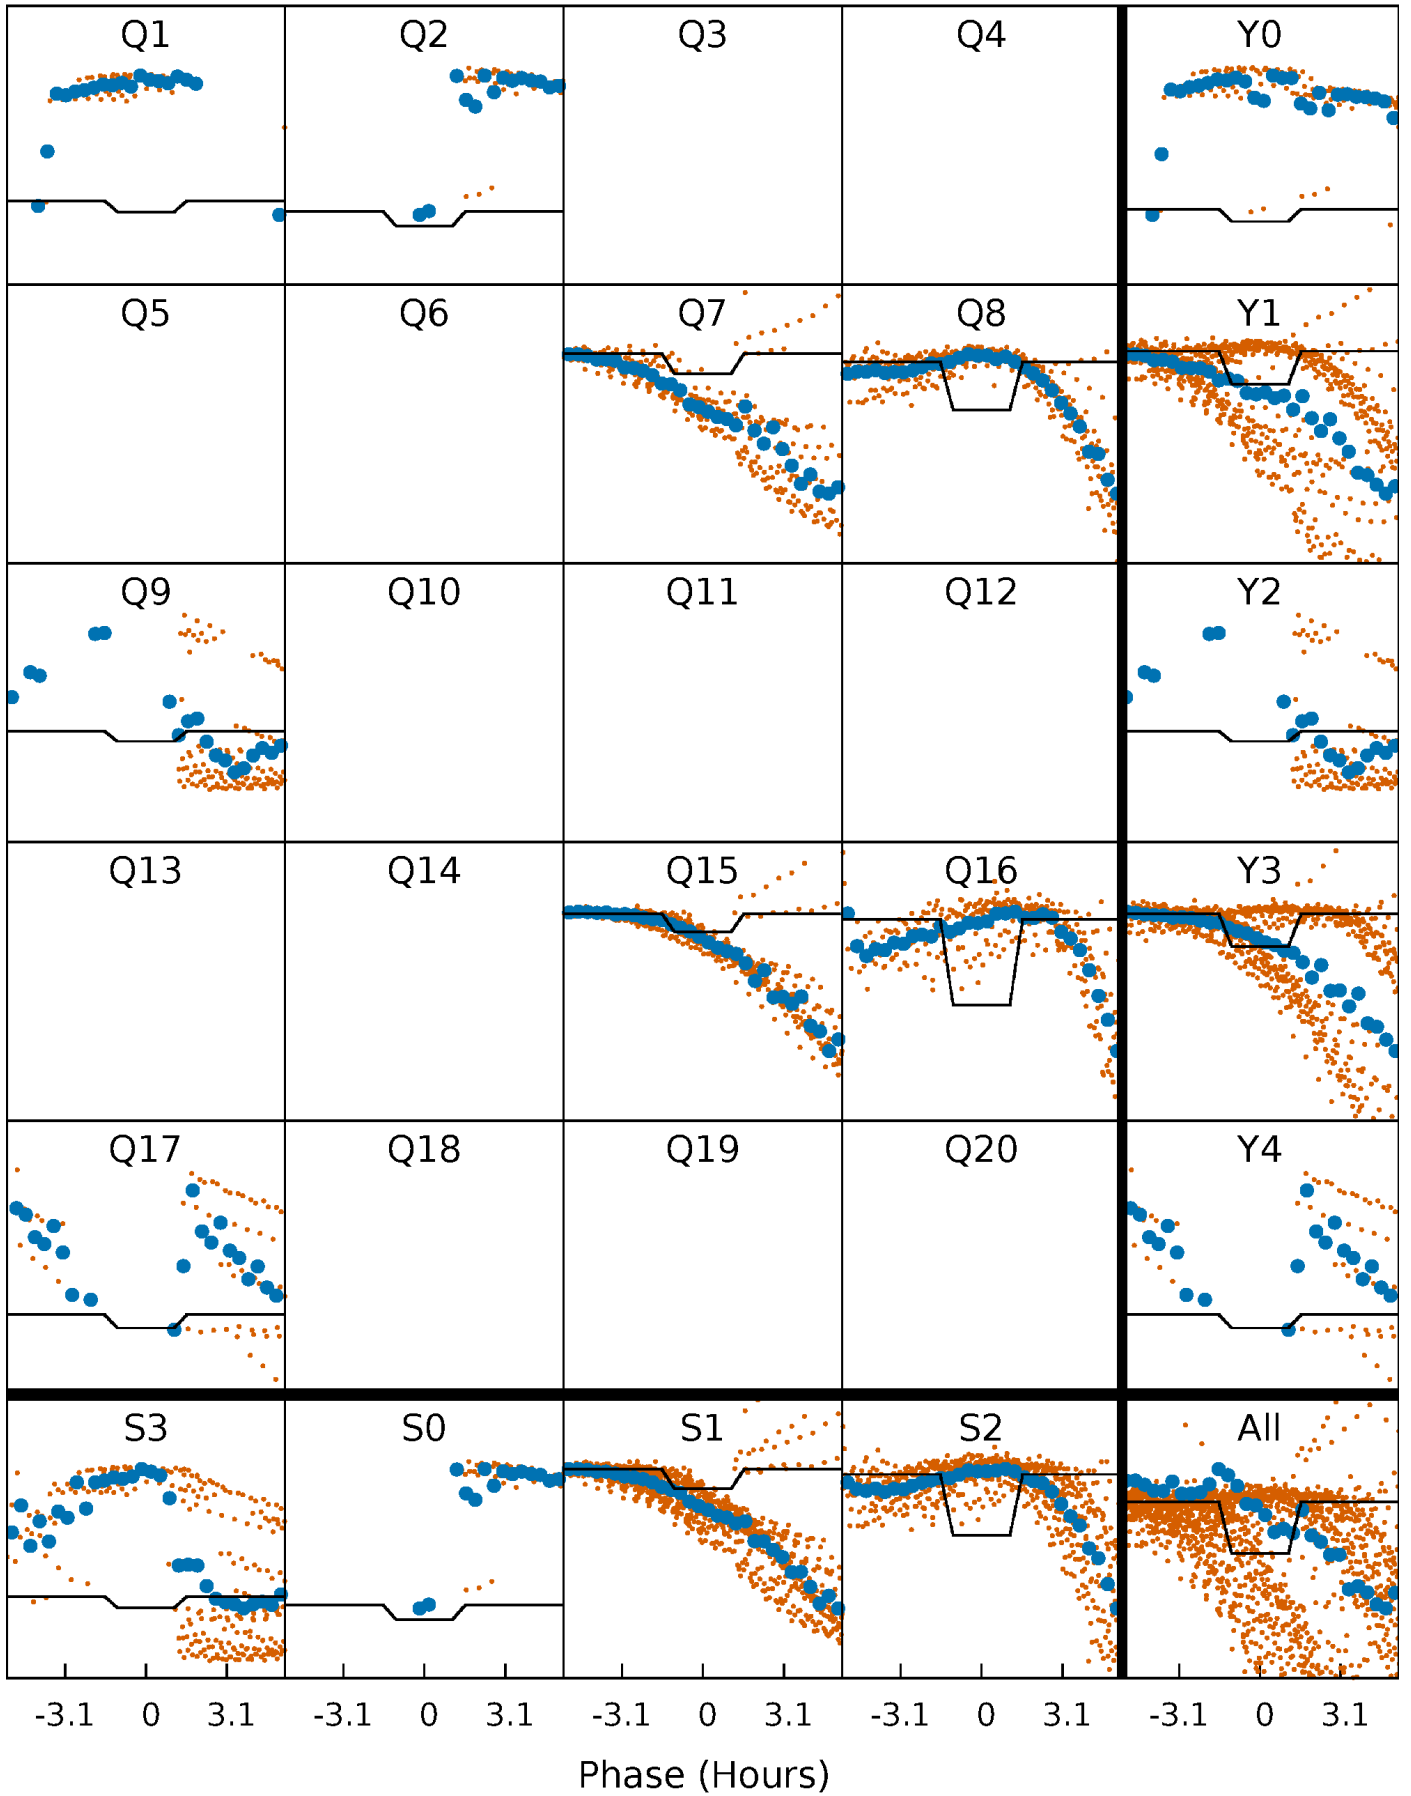 Q1 Q2 Q3 Q4 Y0
Q5 Q6 Q7 Q8 Y1
Q9 Q10 Q11 Q12 Y2
Q13 Q14 Q15 Q16 Y3
Q17 Q18 Q19 Q20 Y4
S3 S0 S1 S2 All
-3.1 0 3.1 -3.1 0 3.1 -3.1 0 3.1 -3.1 0 3.1 -3.1 0 3.1
Phase (Hours)